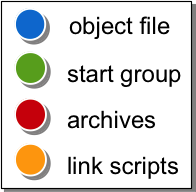 object file
start group
archives
link scripts